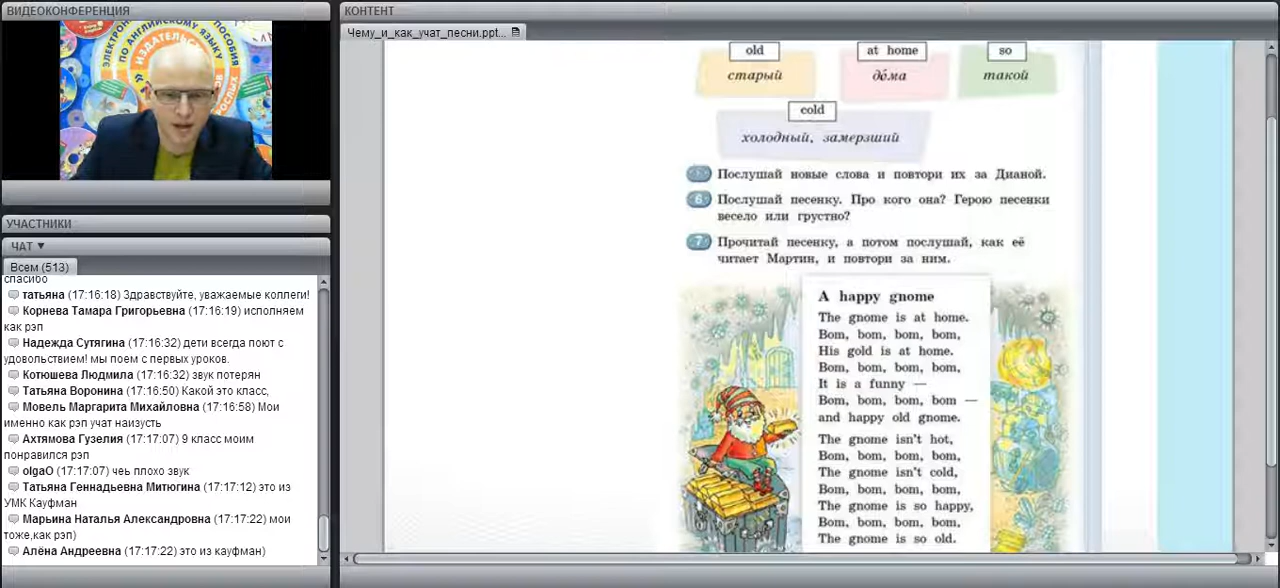 ВИДЕОКОНФЕРЕНЦИЯ
ЭЛЕКТРОННЫЕ ПОСОБИЯ
ПО АНГЛИЙСКОМУ ЯЗЫКУ
УЧАСТНИКИ
ЧАТ ▼
Всем (513)
спасибо
татьяна (17:16:18) Здравствуйте, уважаемые коллеги!
Корнева Тамара Григорьевна (17:16:19) исполняем
как рэп
Надежда Сутягина (17:16:32) дети всегда поют с
удовольствием! мы поем с первых уроков.
Котюшева Людмила (17:16:32) звук потерян
Татьяна Воронина (17:16:50) Какой это класс,
Мовель Маргарита Михайловна (17:16:58) Мои
именно как рэп учат наизусть
Ахтямова Гузелия (17:17:07) 9 класс моим
понравился рэп
olgaO (17:17:07) чеь плохо звук
Татьяна Геннадьевна Митюгина (17:17:12) это из
УМК Кауфман
Марьина Наталья Александровна (17:17:22) мои
тоже,как рэп)
Алёна Андреевна (17:17:22) это из кауфман)
КОНТЕНТ
Чему_и_как_учат_песни.ppt...
old at home so
старый до́ма такой
cold
холодный, замерзший
Послушай новые слова и повтори их за Дианой.
6 Послушай песенку. Про кого она? Герою песенки
весело или грустно?
7 Прочитай песенку, а потом послушай, как её
читает Мартин, и повтори за ним.
A happy gnome
The gnome is at home.
Bom, bom, bom, bom,
His gold is at home.
Bom, bom, bom, bom,
It is a funny —
Bom, bom, bom, bom —
and happy old gnome.
The gnome isn't hot,
Bom, bom, bom, bom,
The gnome isn't cold,
Bom, bom, bom, bom,
The gnome is so happy,
Bom, bom, bom, bom,
The gnome is so old.